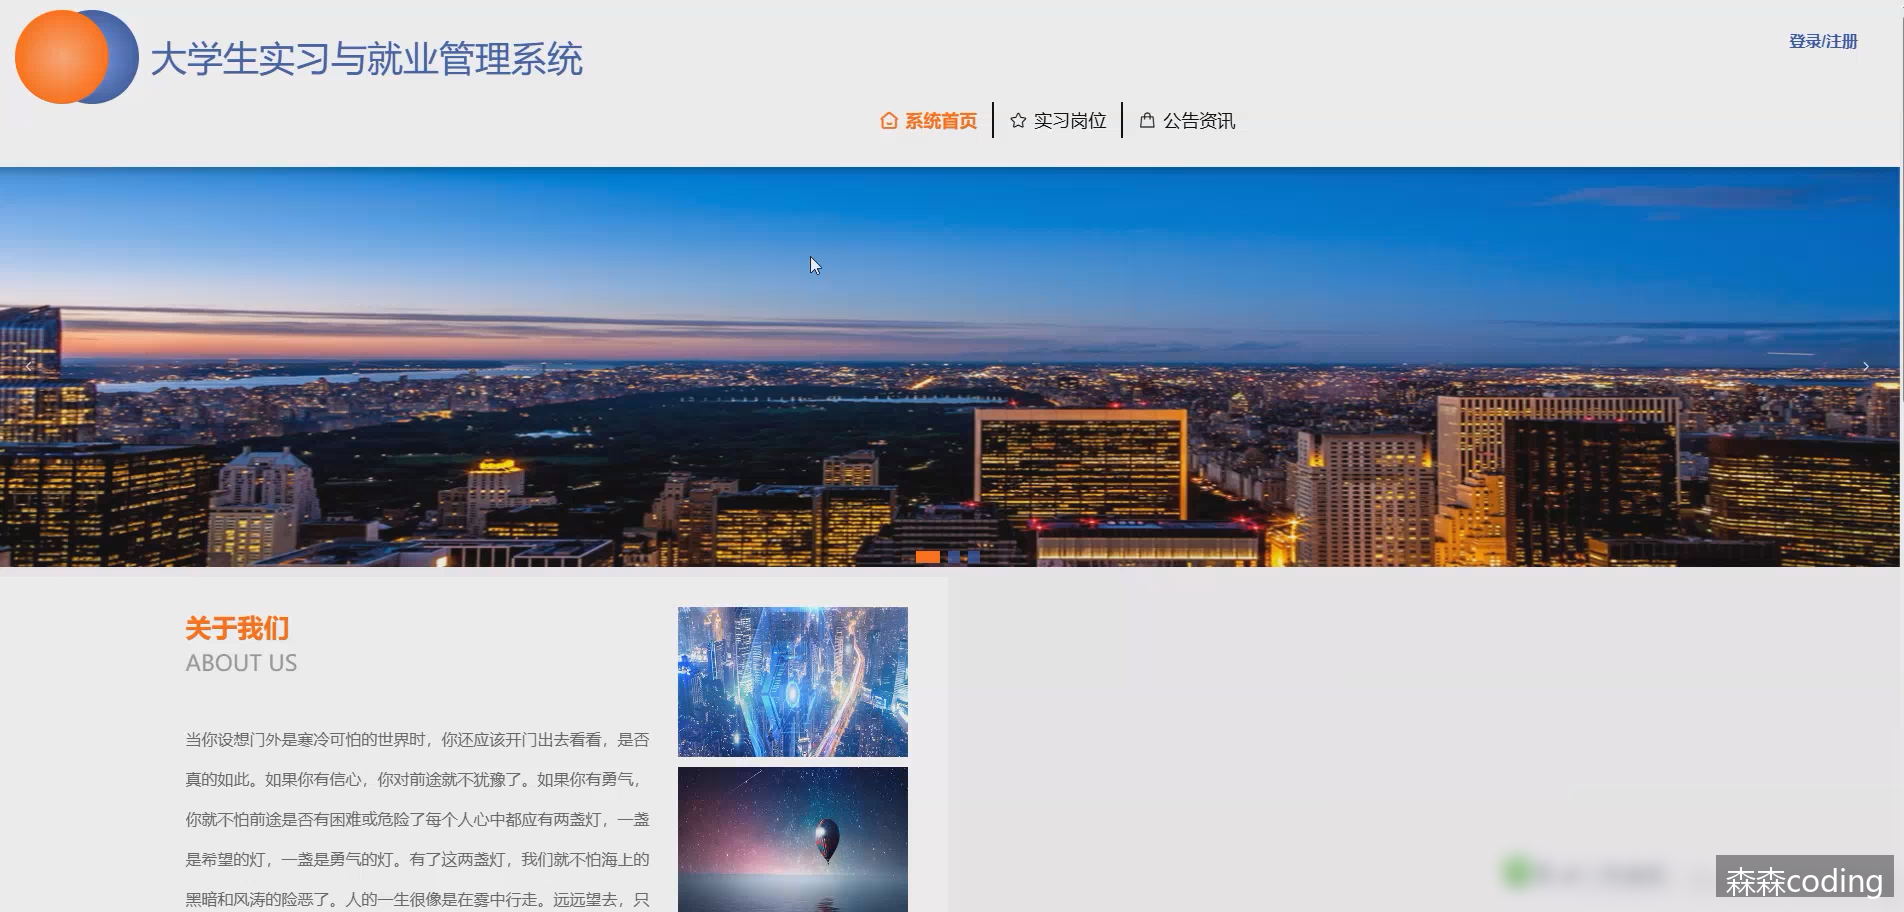 大学生实习与就业管理系统
登录/注册
系统首页
实习岗位
公告资讯
关于我们
ABOUT US
当你设想门外是寒冷可怕的世界时，你还应该开门出去看看，是否
真的如此。如果你有信心，你对前途就不犹豫了。如果你有勇气，
你就不怕前途是否有困难或危险了每个人心中都应有两盏灯，一盏
是希望的灯，一盏是勇气的灯。有了这两盏灯，我们就不怕海上的
黑暗和风涛的险恶了。人的一生很像是在雾中行走。远远望去，只
森森coding